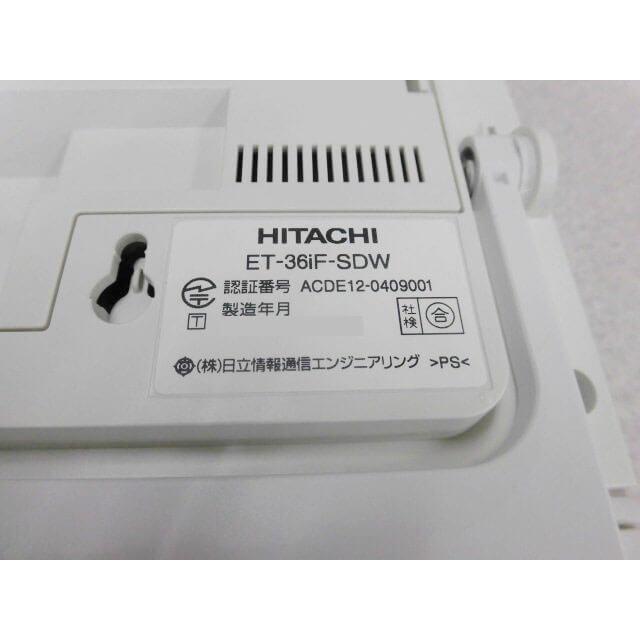 HITACHI
ET-36iF-SDW
認証番号 ACDE12-0409001
T 製造年月
社検 合
(株)日立情報通信エンジニアリング >PS<